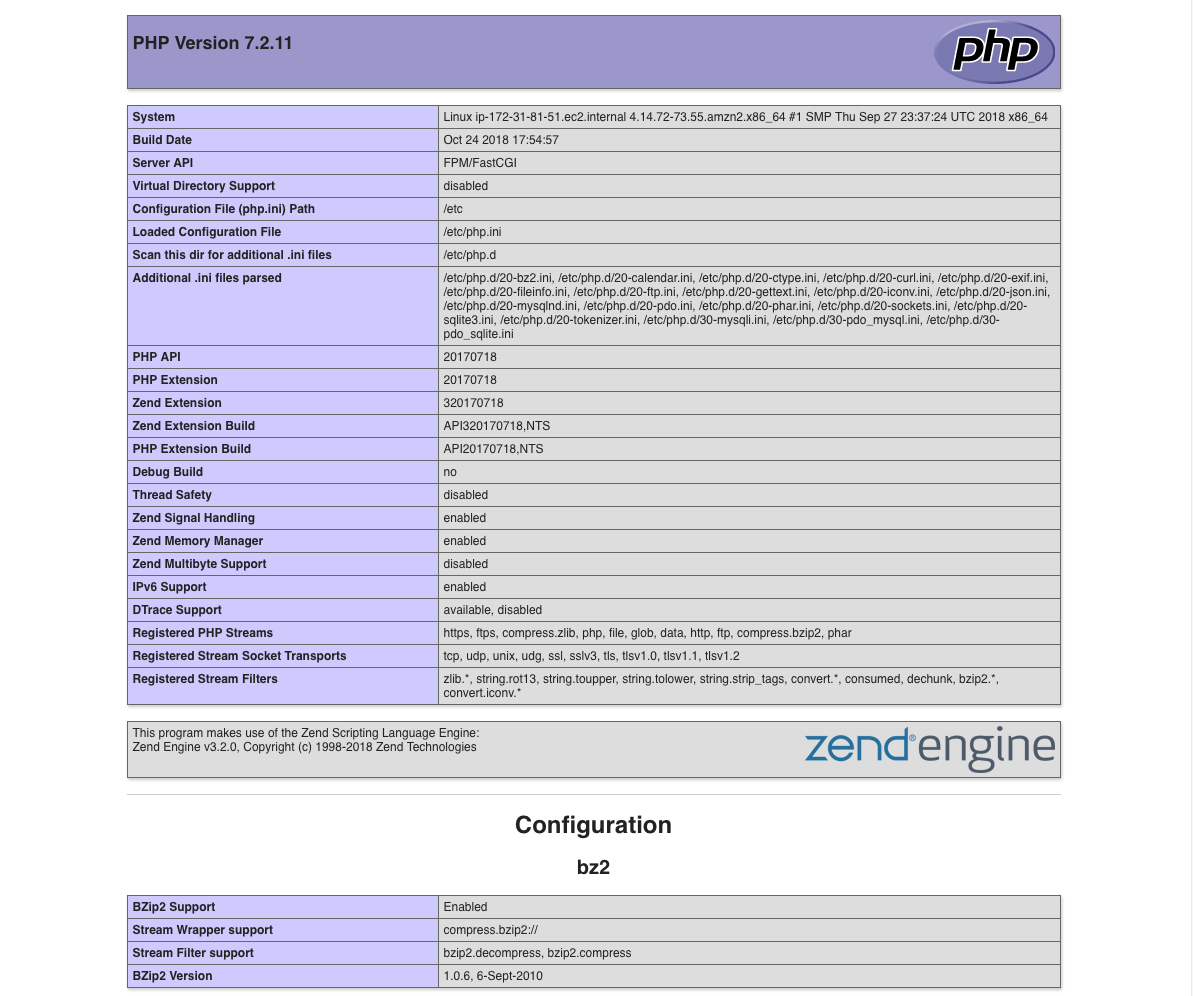 PHP Version 7.2.11
php
System Linux ip-172-31-81-51.ec2.internal 4.14.72-73.55.amzn2.x86_64 #1 SMP Thu Sep 27 23:37:24 UTC 2018 x86_64
Build Date Oct 24 2018 17:54:57
Server API FPM/FastCGI
Virtual Directory Support disabled
Configuration File (php.ini) Path /etc
Loaded Configuration File /etc/php.ini
Scan this dir for additional .ini files /etc/php.d
Additional .ini files parsed /etc/php.d/20-bz2.ini, /etc/php.d/20-calendar.ini, /etc/php.d/20-ctype.ini, /etc/php.d/20-curl.ini, /etc/php.d/20-exif.ini,
/etc/php.d/20-fileinfo.ini, /etc/php.d/20-ftp.ini, /etc/php.d/20-gettext.ini, /etc/php.d/20-iconv.ini, /etc/php.d/20-json.ini,
/etc/php.d/20-mysqlnd.ini, /etc/php.d/20-pdo.ini, /etc/php.d/20-phar.ini, /etc/php.d/20-sockets.ini, /etc/php.d/20-
sqlite3.ini, /etc/php.d/20-tokenizer.ini, /etc/php.d/30-mysqli.ini, /etc/php.d/30-pdo_mysql.ini, /etc/php.d/30-
pdo_sqlite.ini
PHP API 20170718
PHP Extension 20170718
Zend Extension 320170718
Zend Extension Build API320170718,NTS
PHP Extension Build API20170718,NTS
Debug Build no
Thread Safety disabled
Zend Signal Handling enabled
Zend Memory Manager enabled
Zend Multibyte Support disabled
IPv6 Support enabled
DTrace Support available, disabled
Registered PHP Streams https, ftps, compress.zlib, php, file, glob, data, http, ftp, compress.bzip2, phar
Registered Stream Socket Transports tcp, udp, unix, udg, ssl, sslv3, tls, tlsv1.0, tlsv1.1, tlsv1.2
Registered Stream Filters zlib.*, string.rot13, string.toupper, string.tolower, string.strip_tags, convert.*, consumed, dechunk, bzip2.*,
convert.iconv.*
This program makes use of the Zend Scripting Language Engine:
Zend Engine v3.2.0, Copyright (c) 1998-2018 Zend Technologies
zend® engine
Configuration
bz2
BZip2 Support Enabled
Stream Wrapper support compress.bzip2://
Stream Filter support bzip2.decompress, bzip2.compress
BZip2 Version 1.0.6, 6-Sept-2010